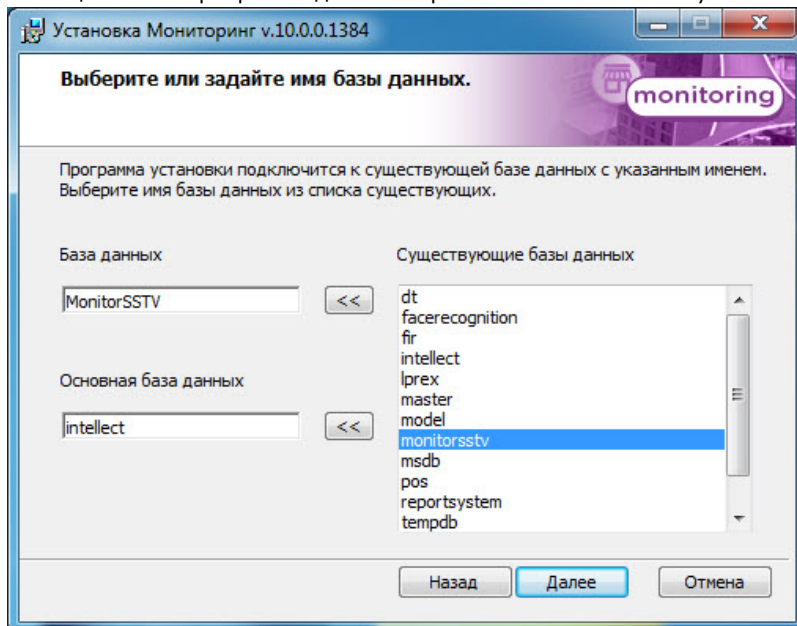 Установка Мониторинг v.10.0.0.1384
Выберите или задайте имя базы данных.
monitoring
Программа установки подключится к существующей базе данных с указанным именем.
Выберите имя базы данных из списка существующих.
База данных
Существующие базы данных
MonitorSSTV
<<
dt
facerecognition
fir
intellect
lprex
master
model
monitorsstv
msdb
pos
reportsystem
tempdb
Основная база данных
intellect
<<
Назад
Далее
Отмена